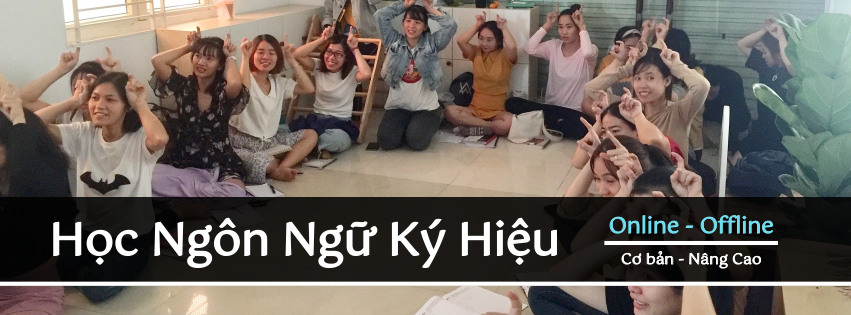 Học Ngôn Ngữ Ký Hiệu
Online - Offline
Cơ bản - Nâng Cao